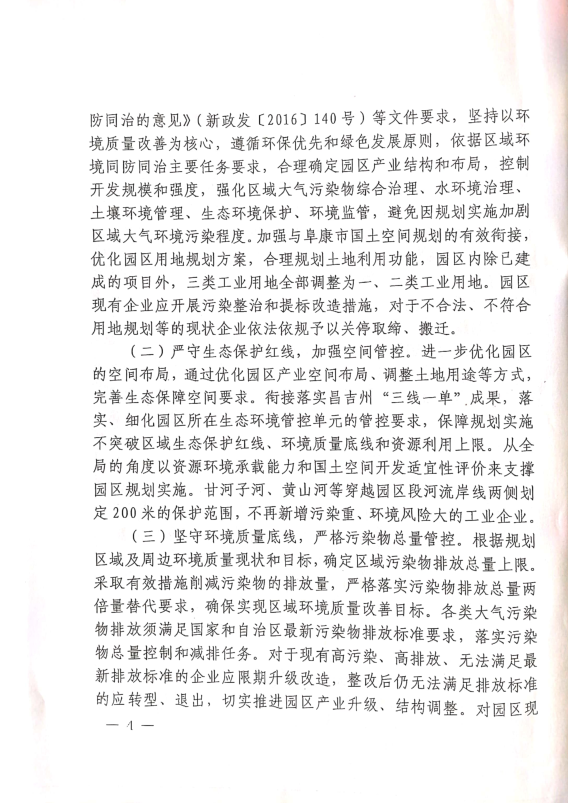 防同治的意见》（新政发〔2016〕140号）等文件要求，坚持以环
境质量改善为核心，遵循环保优先和绿色发展原则，依据区域环
境同防同治主要任务要求，合理确定园区产业结构和布局，控制
开发规模和强度，强化区域大气污染物综合治理、水环境治理、
土壤环境管理、生态环境保护、环境监管，避免因规划实施加剧
区域大气环境污染程度。加强与阜康市国土空间规划的有效衔接，
优化园区用地规划方案，合理规划土地利用功能，园区内除已建
成的项目外，三类工业用地全部调整为一、二类工业用地。园区
现有企业应开展污染整治和提标改造措施，对于不合法、不符合
用地规划等的现状企业依法依规予以关停取缔、搬迁。
（二）严守生态保护红线，加强空间管控。进一步优化园区
的空间布局，通过优化园区产业空间布局、调整土地用途等方式，
完善生态保障空间要求。衔接落实昌吉州“三线一单”成果，落
实、细化园区所在生态环境管控单元的管控要求，保障规划实施
不突破区域生态保护红线、环境质量底线和资源利用上限。从全
局的角度以资源环境承载能力和国土空间开发适宜性评价来支撑
园区规划实施。甘河子河、黄山河等穿越园区段河流岸线两侧划
定200米的保护范围，不再新增污染重、环境风险大的工业企业。
（三）坚守环境质量底线，严格污染物总量管控。根据规划
区域及周边环境质量现状和目标，确定区域污染物排放总量上限。
采取有效措施削减污染物的排放量，严格落实污染物排放总量两
倍量替代要求，确保实现区域环境质量改善目标。各类大气污染
物排放须满足国家和自治区最新污染物排放标准要求，落实污染
物总量控制和减排任务。对于现有高污染、高排放、无法满足最
新排放标准的企业应限期升级改造，整改后仍无法满足排放标准
的应转型、退出，切实推进园区产业升级、结构调整。对园区现
— 4 —